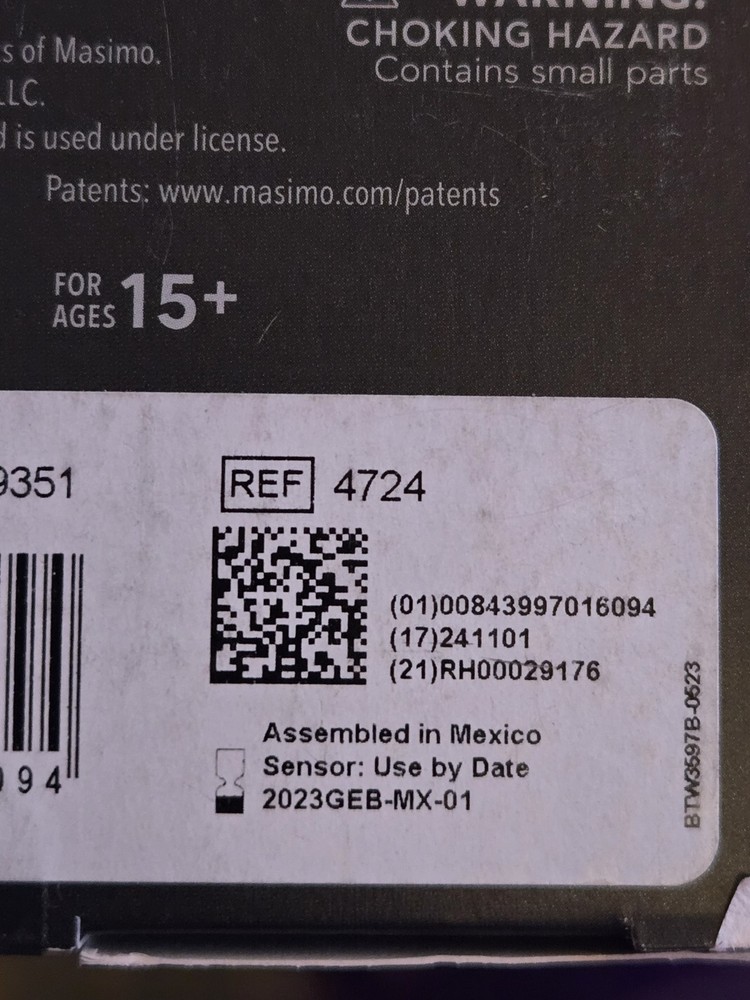 WARNING:
CHOKING HAZARD
Contains small parts
of Masimo.
LLC.
is used under license.
Patents: www.masimo.com/patents
FOR AGES 15+
9351
REF 4724
(01)00843997016094
(17)241101
(21)RH00029176
Assembled in Mexico
Sensor: Use by Date
2023GEB-MX-01
94
BTW3597B-0523